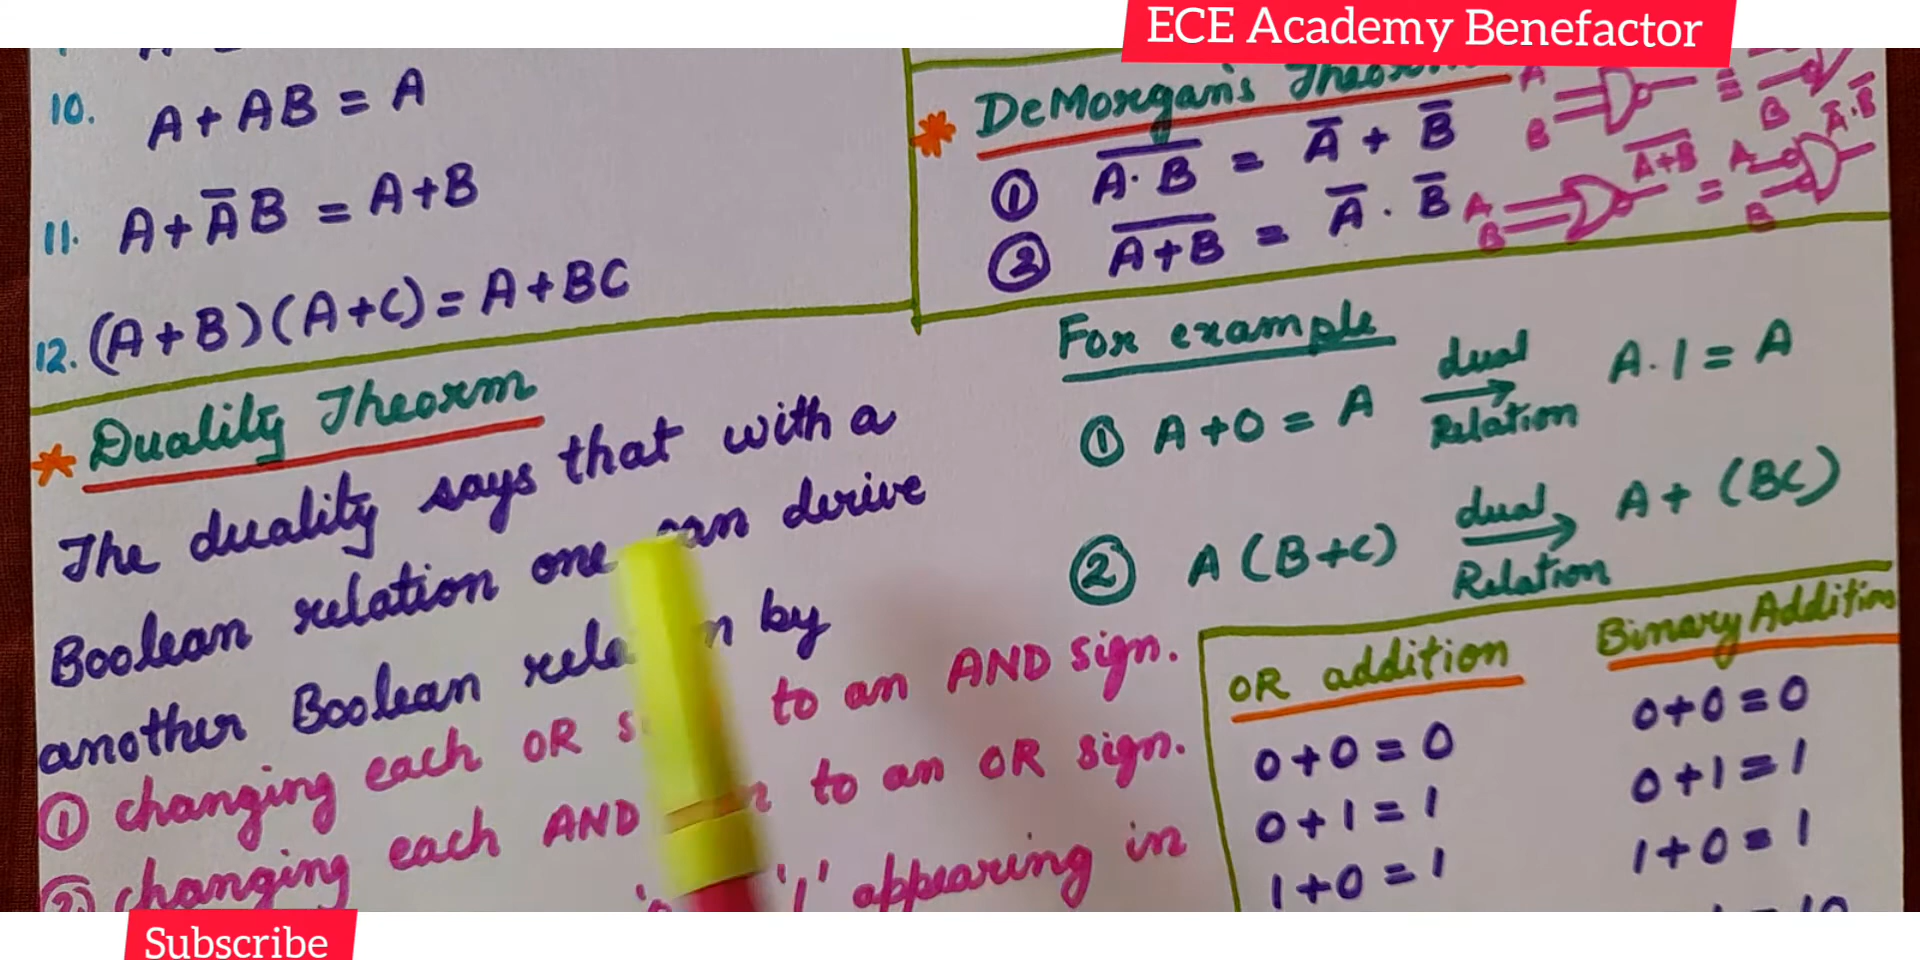 ECE Academy Benefactor
10. A + AB = A
11. A + A̅B = A+B
12. (A+B)(A+C) = A+BC
* DeMorgan's
① A̅·̅B̅ = A̅ + B̅
② A̅+̅B̅ = A̅ . B̅
A
B
≡
B
A̅.B̅
A
B
A̅+̅B̅
=
A
B
* Duality Theorm
The duality says that with a
Boolean relation one can derive
another Boolean by
① changing each OR to an AND sign.
② changing each AND to an OR sign.
'1' appearing in
For example
① A+0 = A dual Relation → A.1 = A
② A(B+C) dual Relation → A + (BC)
OR addition
0+0=0
0+1=1
1+0=1
Binary Addition
0+0=0
0+1=1
1+0=1
Subscribe